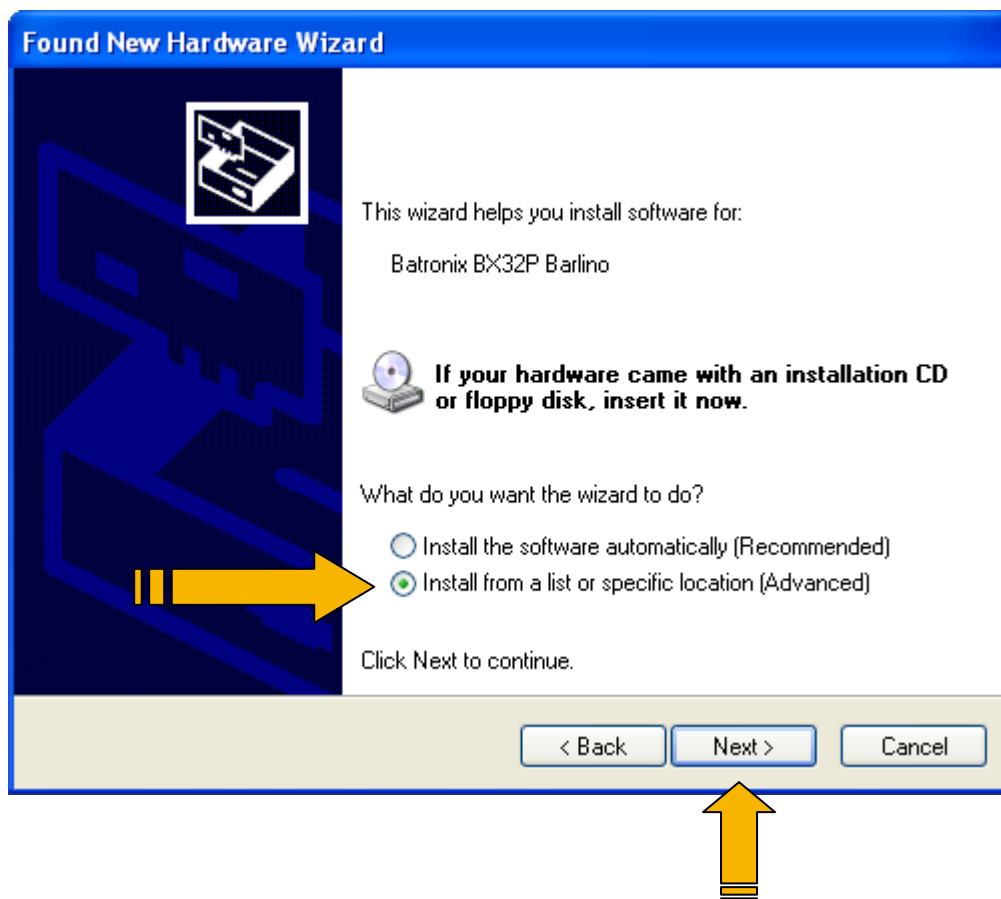 Found New Hardware Wizard
This wizard helps you install software for:
Batronix BX32P Barlino
If your hardware came with an installation CD
or floppy disk, insert it now.
What do you want the wizard to do?
Install the software automatically (Recommended)
Install from a list or specific location (Advanced)
Click Next to continue.
< Back
Next >
Cancel